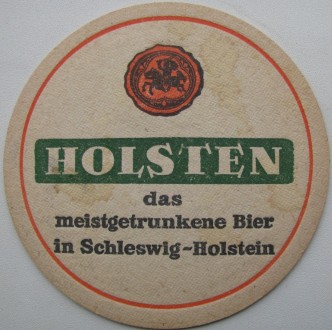 HOLSTEN
das
meistgetrunkene Bier
in Schleswig-Holstein